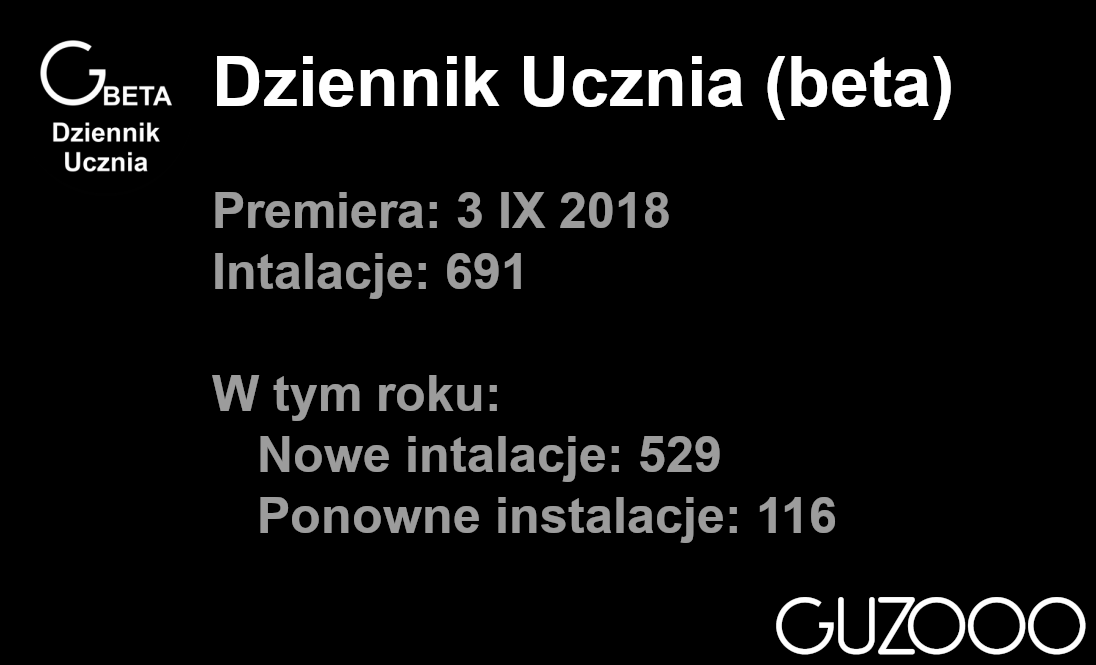 GBETA
Dziennik
Ucznia
Dziennik Ucznia (beta)
Premiera: 3 IX 2018
Intalacje: 691
W tym roku:
Nowe intalacje: 529
Ponowne instalacje: 116
GUZOOO